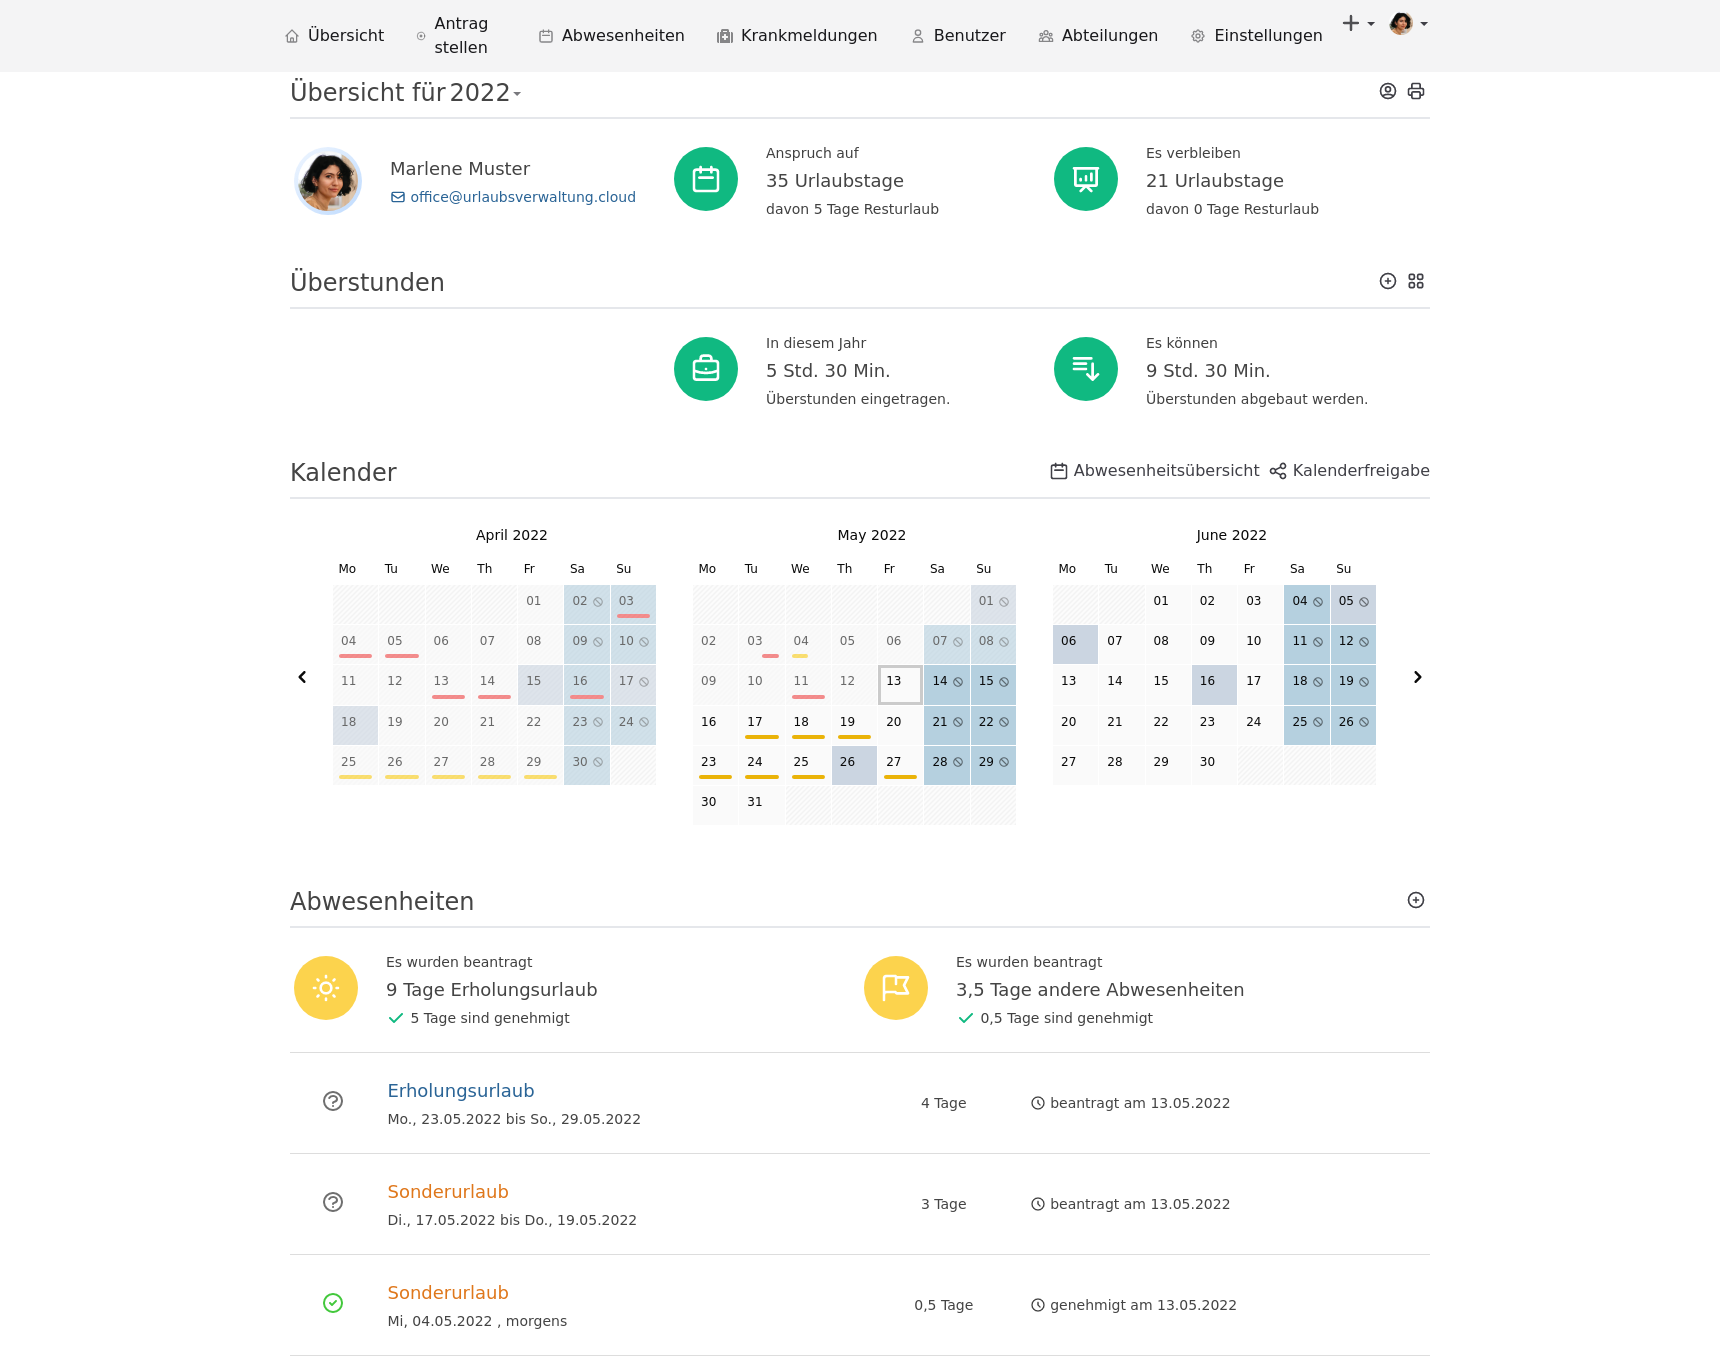 Übersicht
Antrag
stellen
Abwesenheiten
Krankmeldungen
Benutzer
Abteilungen
Einstellungen
Übersicht für 2022
Marlene Muster
office@urlaubsverwaltung.cloud
Anspruch auf
35 Urlaubstage
davon 5 Tage Resturlaub
Es verbleiben
21 Urlaubstage
davon 0 Tage Resturlaub
Überstunden
In diesem Jahr
5 Std. 30 Min.
Überstunden eingetragen.
Es können
9 Std. 30 Min.
Überstunden abgebaut werden.
Kalender
Abwesenheitsübersicht
Kalenderfreigabe
April 2022
Mo Tu We Th Fr Sa Su
01 02 03
04 05 06 07 08 09 10
11 12 13 14 15 16 17
18 19 20 21 22 23 24
25 26 27 28 29 30
May 2022
Mo Tu We Th Fr Sa Su
01
02 03 04 05 06 07 08
09 10 11 12 13 14 15
16 17 18 19 20 21 22
23 24 25 26 27 28 29
30 31
June 2022
Mo Tu We Th Fr Sa Su
01 02 03 04 05
06 07 08 09 10 11 12
13 14 15 16 17 18 19
20 21 22 23 24 25 26
27 28 29 30
Abwesenheiten
Es wurden beantragt
9 Tage Erholungsurlaub
5 Tage sind genehmigt
Es wurden beantragt
3,5 Tage andere Abwesenheiten
0,5 Tage sind genehmigt
Erholungsurlaub
Mo., 23.05.2022 bis So., 29.05.2022
4 Tage
beantragt am 13.05.2022
Sonderurlaub
Di., 17.05.2022 bis Do., 19.05.2022
3 Tage
beantragt am 13.05.2022
Sonderurlaub
Mi, 04.05.2022 , morgens
0,5 Tage
genehmigt am 13.05.2022